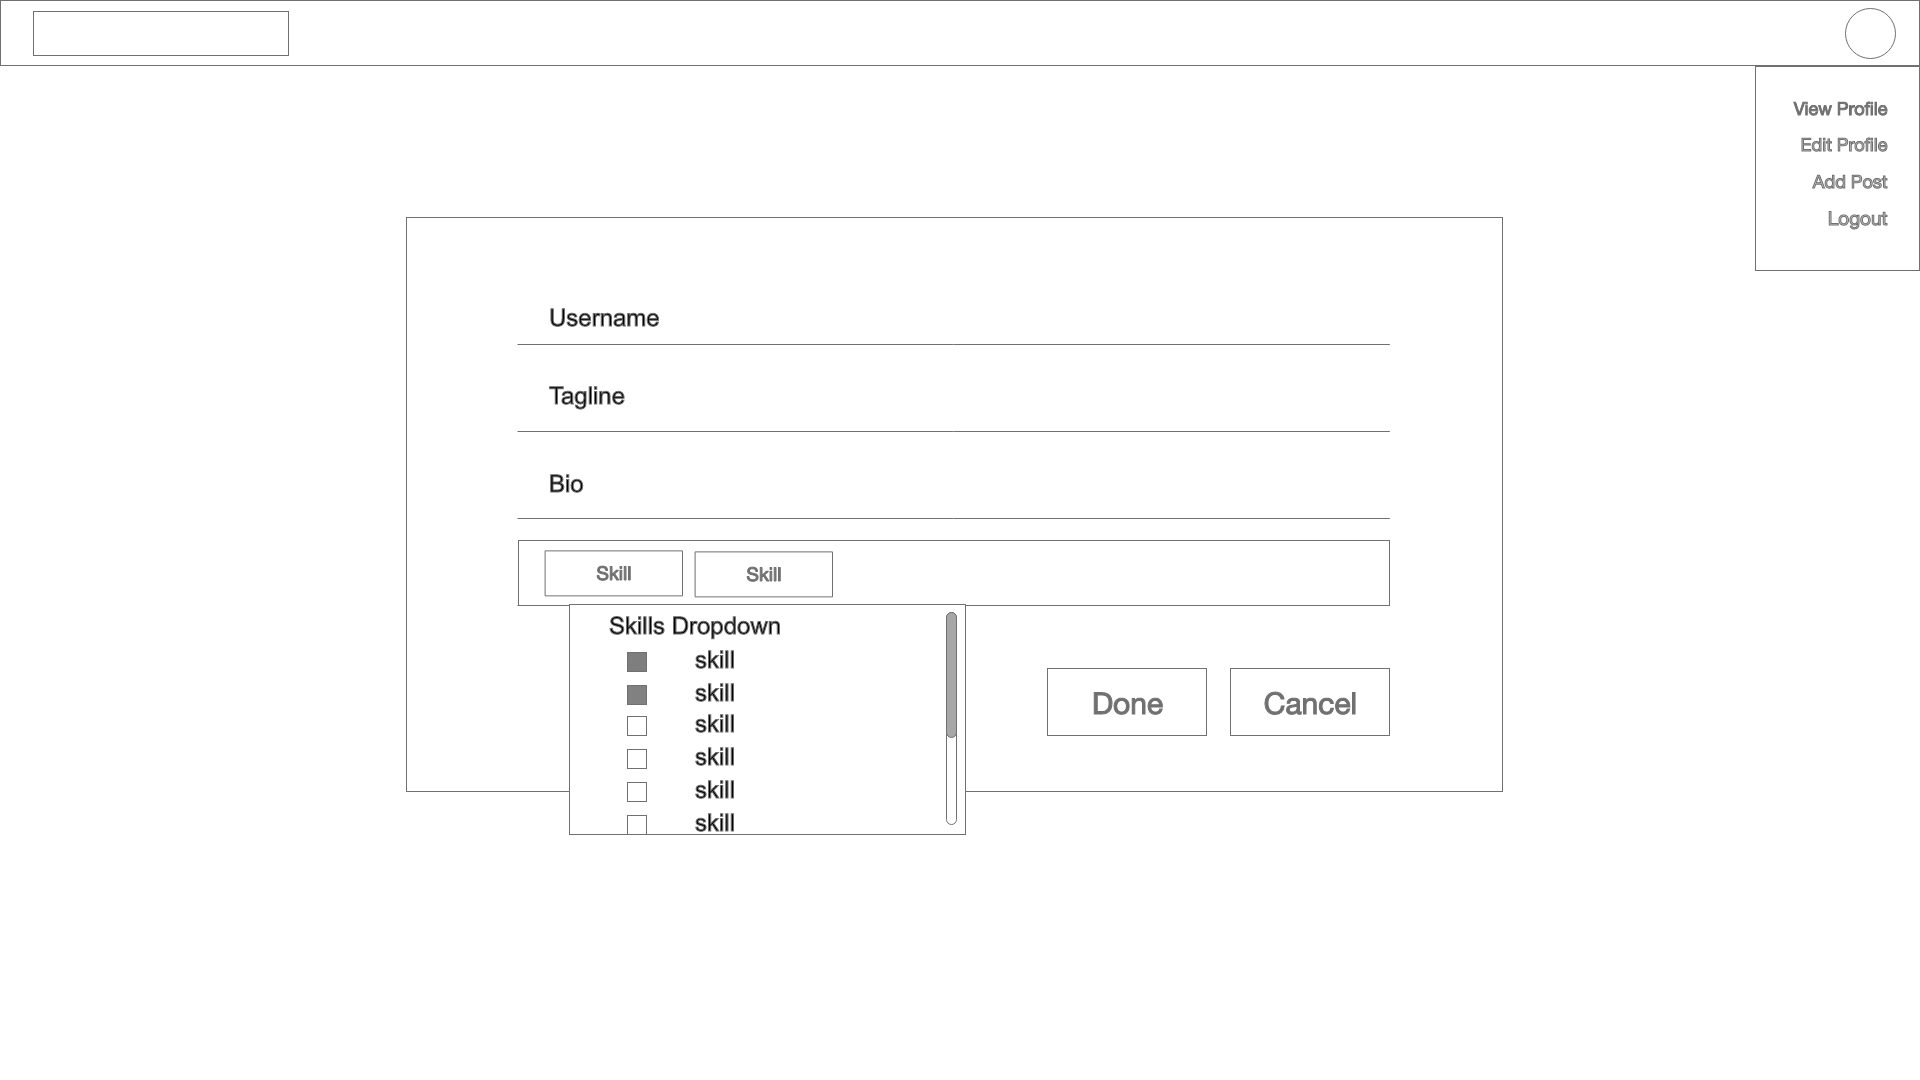 View Profile
Edit Profile
Add Post
Logout
Username
Tagline
Bio
Skill Skill
Skills Dropdown
skill
skill
skill
skill
skill
skill
Done Cancel